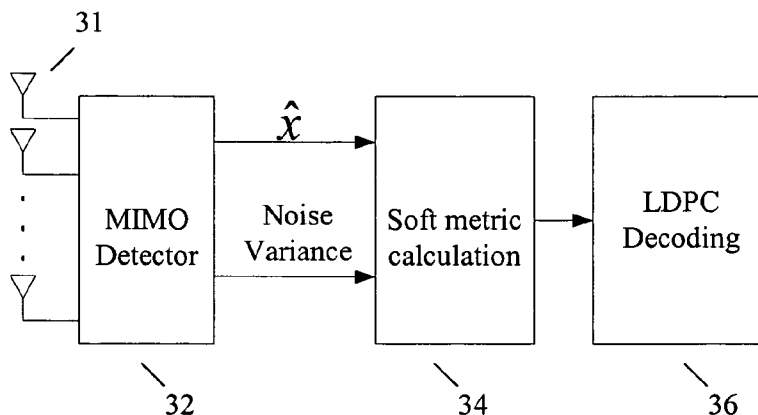 31
x̂
MIMO
Detector
Noise
Variance
Soft metric
calculation
LDPC
Decoding
32
34
36